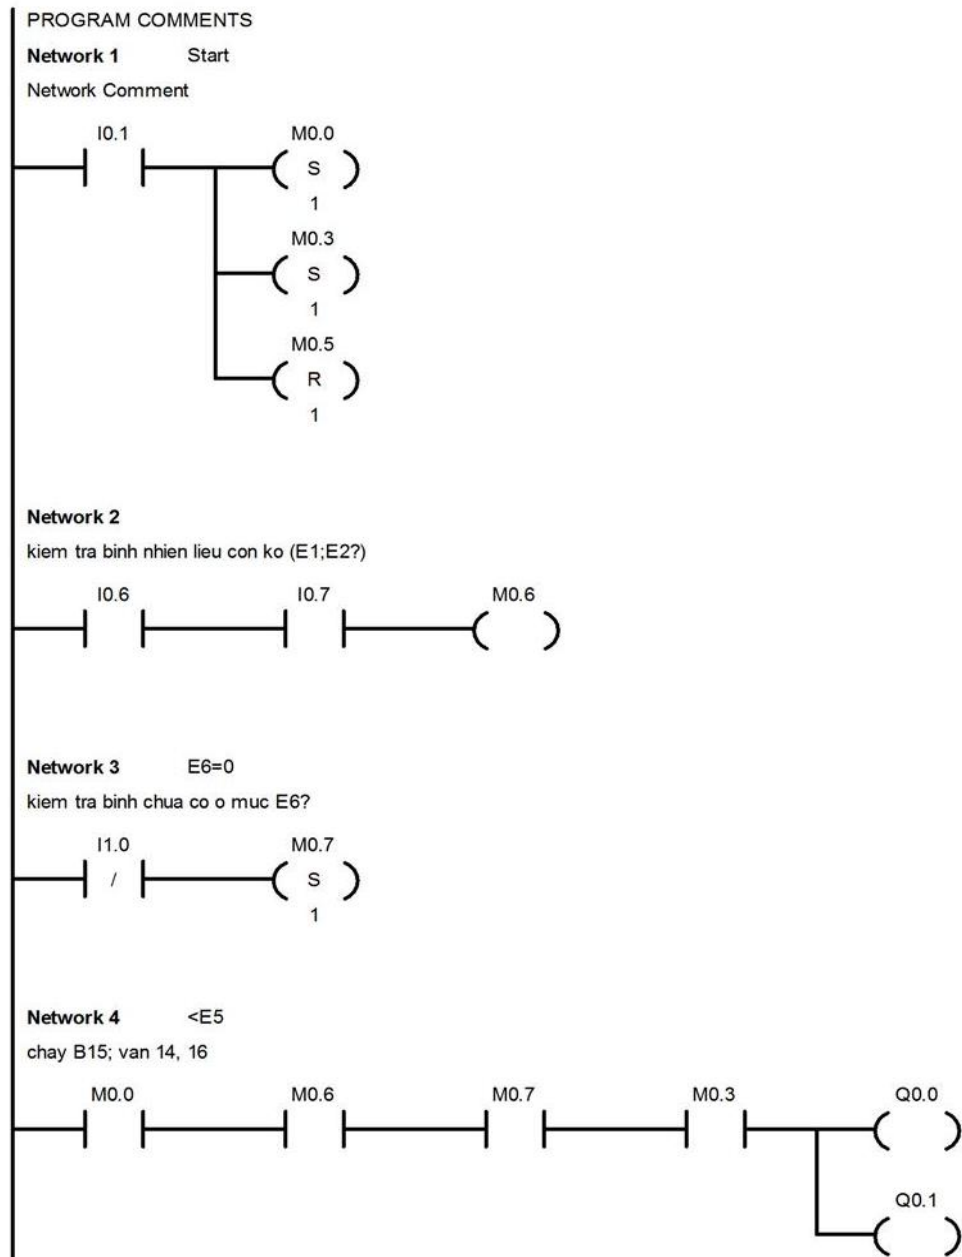 PROGRAM COMMENTS
Network 1 Start
Network Comment
I0.1 M0.0
S
1
M0.3
S
1
M0.5
R
1
Network 2
kiem tra binh nhien lieu con ko (E1;E2?)
I0.6 I0.7 M0.6
Network 3 E6=0
kiem tra binh chua co o muc E6?
I1.0 M0.7
/ S
1
Network 4 <E5
chay B15; van 14, 16
M0.0 M0.6 M0.7 M0.3 Q0.0
Q0.1